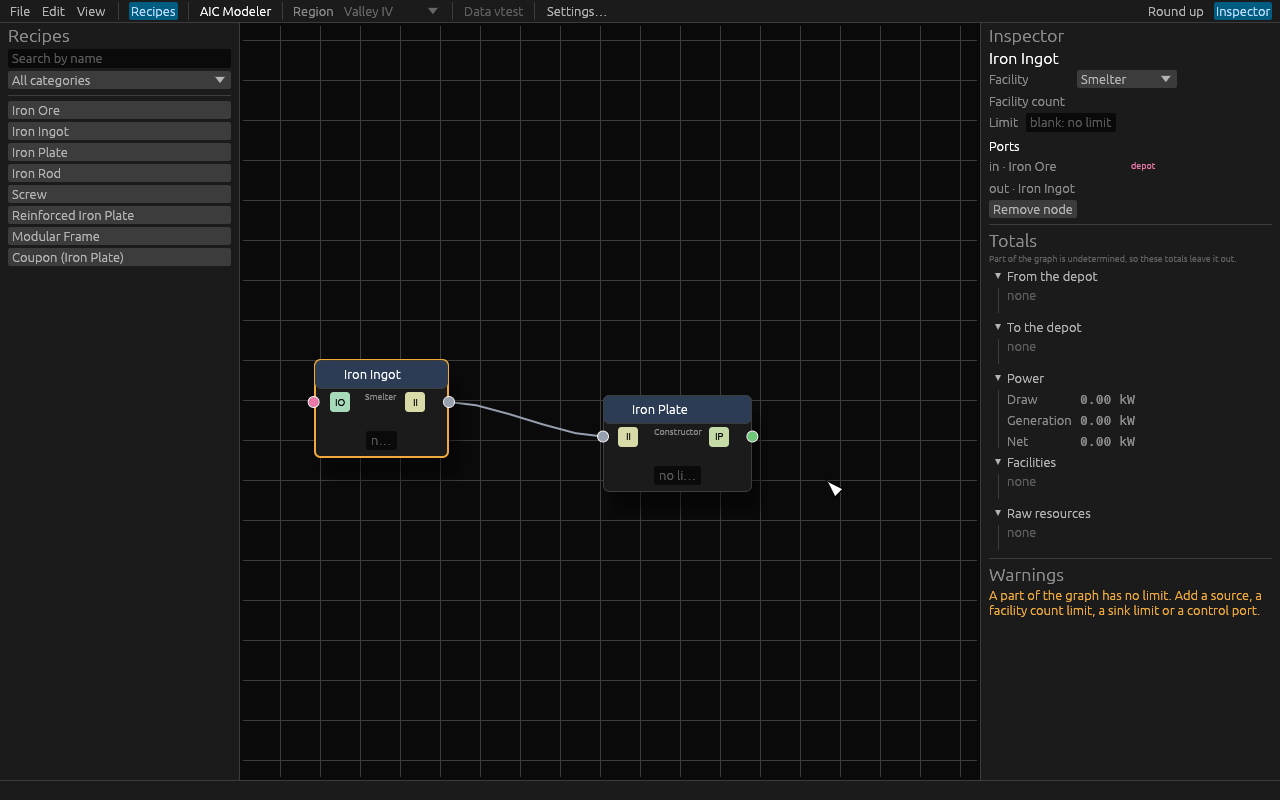 File Edit View Recipes AIC Modeler Region Valley IV Data vtest Settings… Round up Inspector
Recipes
Search by name
All categories
Iron Ore
Iron Ingot
Iron Plate
Iron Rod
Screw
Reinforced Iron Plate
Modular Frame
Coupon (Iron Plate)
Iron Ingot
IO Smelter II
n…
Iron Plate
II Constructor IP
no li…
Inspector
Iron Ingot
Facility Smelter
Facility count
Limit blank: no limit
Ports
in · Iron Ore depot
out · Iron Ingot
Remove node
Totals
Part of the graph is undetermined, so these totals leave it out.
From the depot
none
To the depot
none
Power
Draw 0.00 kW
Generation 0.00 kW
Net 0.00 kW
Facilities
none
Raw resources
none
Warnings
A part of the graph has no limit. Add a source, a
facility count limit, a sink limit or a control port.